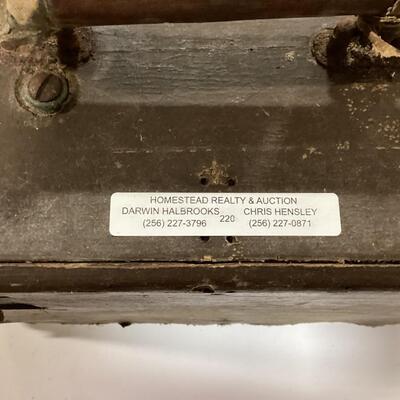 HOMESTEAD REALTY & AUCTION
DARWIN HALBROOKS 220 CHRIS HENSLEY
(256) 227-3796 (256) 227-0871